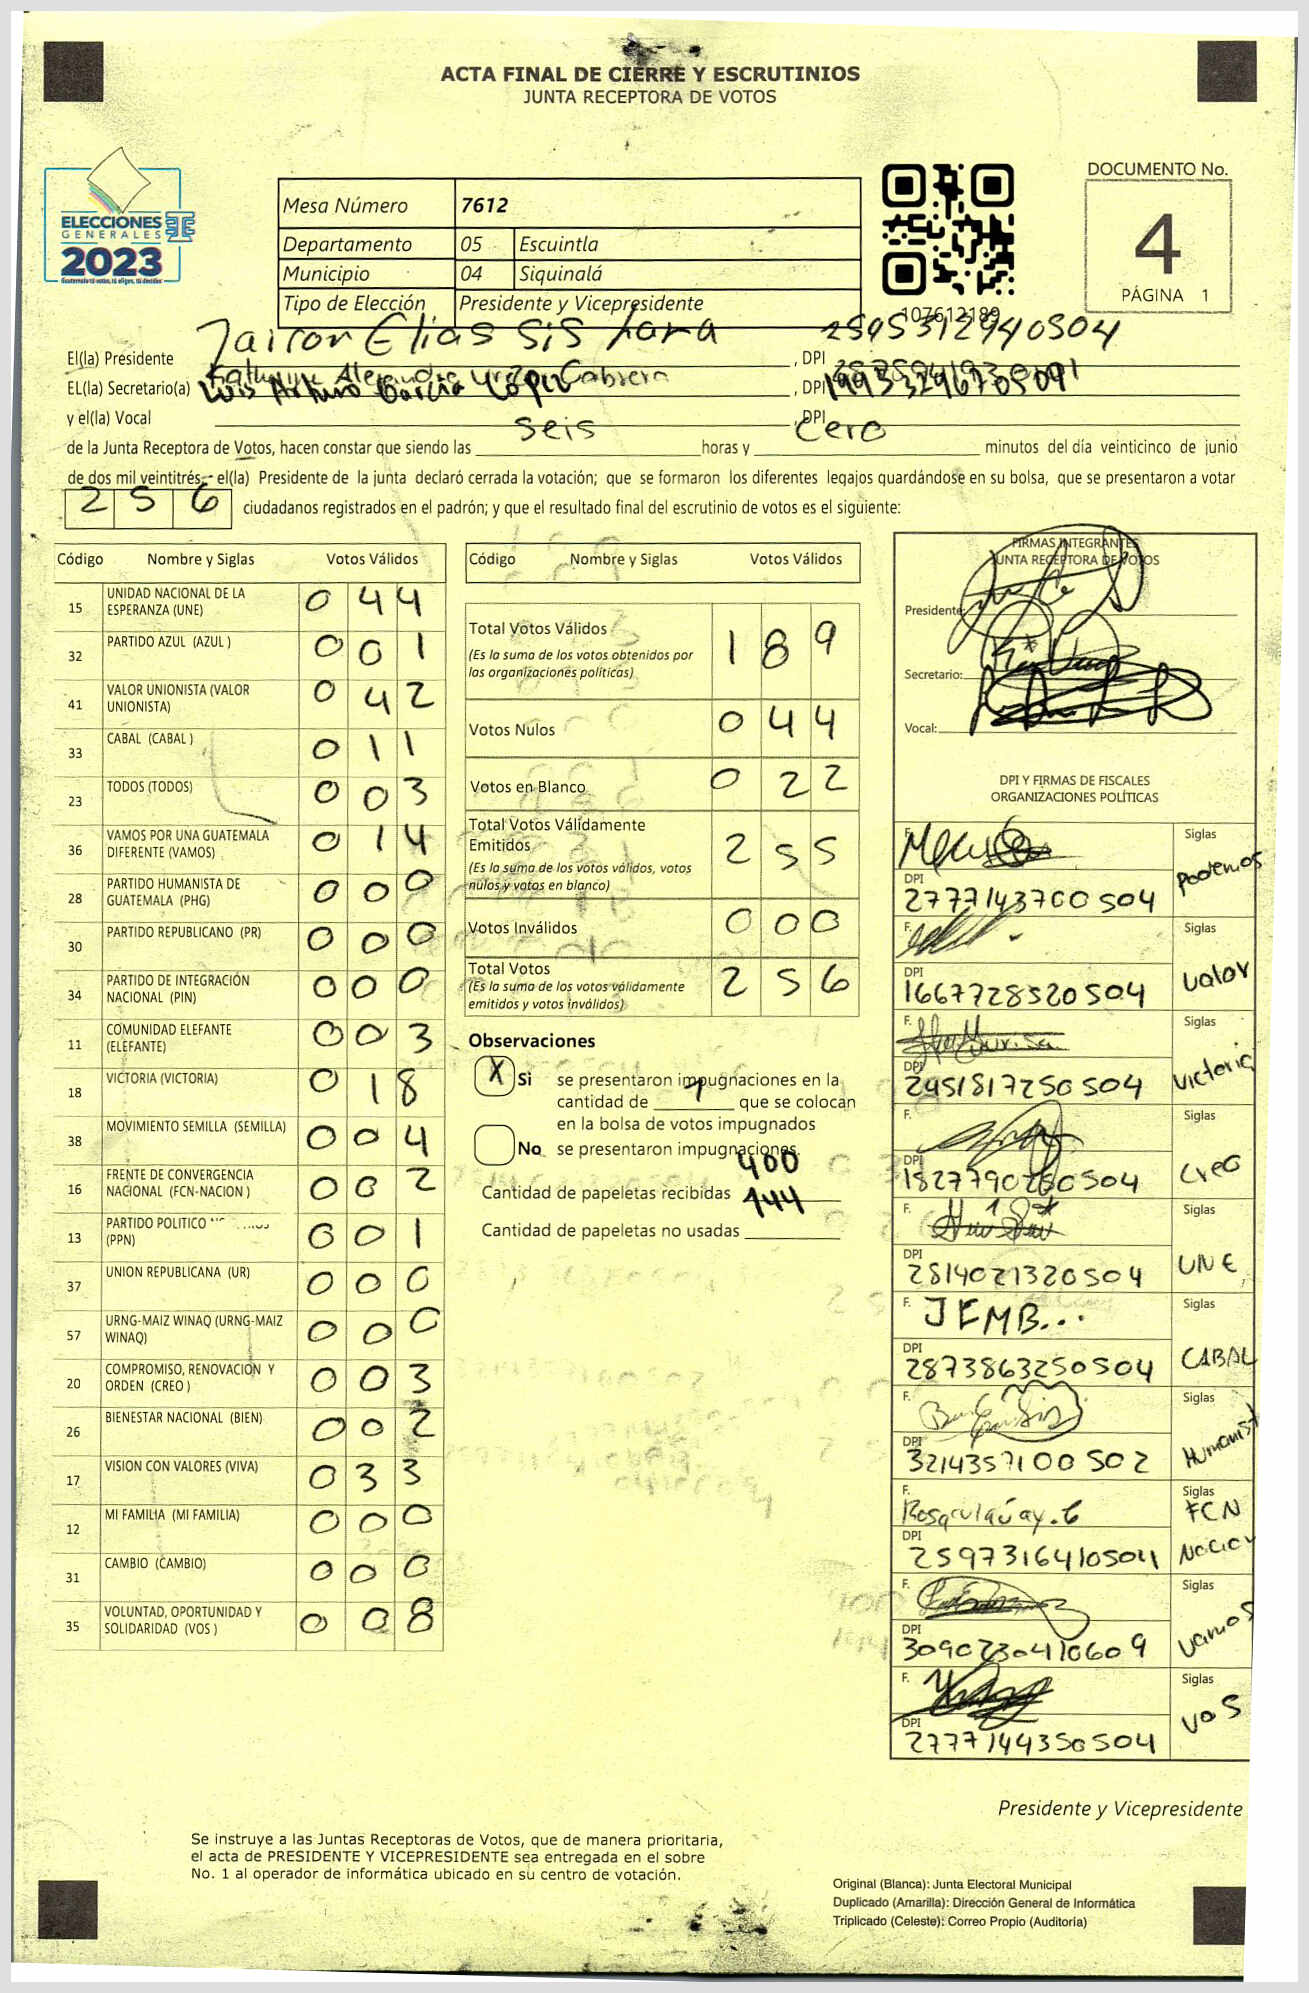 ACTA FINAL DE CIERRE Y ESCRUTINIOS
JUNTA RECEPTORA DE VOTOS
ELECCIONES
GENERALES
2023
Guatemala tú votas, tú eliges, tú decides
Mesa Número 7612
Departamento 05 Escuintla
Municipio 04 Siquinalá
Tipo de Elección Presidente y Vicepresidente
107612189
DOCUMENTO No.
4
PÁGINA 1
El(la) Presidente Jairon Elias Sis Lara, DPI 2595312940504
EL(la) Secretario(a) Luis Arturo García López, DPI 19933296705091
y el(la) Vocal , DPI
de la Junta Receptora de Votos, hacen constar que siendo las seis horas y cero minutos del día veinticinco de junio
de dos mil veintitrés, el(la) Presidente de la junta declaró cerrada la votación; que se formaron los diferentes legajos quardándose en su bolsa, que se presentaron a votar
256 ciudadanos registrados en el padrón; y que el resultado final del escrutinio de votos es el siguiente:
Código Nombre y Siglas Votos Válidos
15 UNIDAD NACIONAL DE LA ESPERANZA (UNE) 0 4 4
32 PARTIDO AZUL (AZUL ) 0 0 1
41 VALOR UNIONISTA (VALOR UNIONISTA) 0 4 2
33 CABAL (CABAL ) 0 1 1
23 TODOS (TODOS) 0 0 3
36 VAMOS POR UNA GUATEMALA DIFERENTE (VAMOS) 0 1 4
28 PARTIDO HUMANISTA DE GUATEMALA (PHG) 0 0 0
30 PARTIDO REPUBLICANO (PR) 0 0 0
34 PARTIDO DE INTEGRACIÓN NACIONAL (PIN) 0 0 0
11 COMUNIDAD ELEFANTE (ELEFANTE) 0 0 3
18 VICTORIA (VICTORIA) 0 1 8
38 MOVIMIENTO SEMILLA (SEMILLA) 0 0 4
16 FRENTE DE CONVERGENCIA NACIONAL (FCN-NACION ) 0 0 2
13 PARTIDO POLITICO (PPN) 0 0 1
37 UNION REPUBLICANA (UR) 0 0 0
57 URNG-MAIZ WINAQ (URNG-MAIZ WINAQ) 0 0 0
20 COMPROMISO, RENOVACION Y ORDEN (CREO ) 0 0 3
26 BIENESTAR NACIONAL (BIEN) 0 0 2
17 VISION CON VALORES (VIVA) 0 3 3
12 MI FAMILIA (MI FAMILIA) 0 0 0
31 CAMBIO (CAMBIO) 0 0 0
35 VOLUNTAD, OPORTUNIDAD Y SOLIDARIDAD (VOS ) 0 0 8
Código Nombre y Siglas Votos Válidos
Total Votos Válidos 1 8 9
(Es la suma de los votos obtenidos por las organizaciones políticas)
Votos Nulos 0 4 4
Votos en Blanco 0 2 2
Total Votos Válidamente Emitidos 2 5 5
(Es la suma de los votos válidos, votos nulos y votos en blanco)
Votos Inválidos 0 0 0
Total Votos 2 5 6
(Es la suma de los votos válidamente emitidos y votos inválidos)
Observaciones
X Si se presentaron impugnaciones en la
cantidad de 1 que se colocan
en la bolsa de votos impugnados
No se presentaron impugnaciones.
Cantidad de papeletas recibidas 400
Cantidad de papeletas no usadas 144
FIRMAS INTEGRANTES
JUNTA RECEPTORA DE VOTOS
Presidente:
Secretario:
Vocal:
DPI Y FIRMAS DE FISCALES
ORGANIZACIONES POLÍTICAS
F. Siglas Podemos
DPI 2777143700504
F. Siglas Valor
DPI 1667728520504
F. Siglas Victoria
DPI 2451817250504
F. Siglas Creo
DPI 1827790260504
F. Siglas UNE
DPI 2814021320504
F. JEMB... Siglas CABAL
DPI 2873863250504
F. Siglas Humanist
DPI 3214357100502
F. Siglas FCN Nacion
DPI 2597316410504
F. Siglas Vamos
DPI 3090230410609
F. Siglas VOS
DPI 2777144350504
Presidente y Vicepresidente
Se instruye a las Juntas Receptoras de Votos, que de manera prioritaria,
el acta de PRESIDENTE Y VICEPRESIDENTE sea entregada en el sobre
No. 1 al operador de informática ubicado en su centro de votación.
Original (Blanca): Junta Electoral Municipal
Duplicado (Amarilla): Dirección General de Informática
Triplicado (Celeste): Correo Propio (Auditoría)